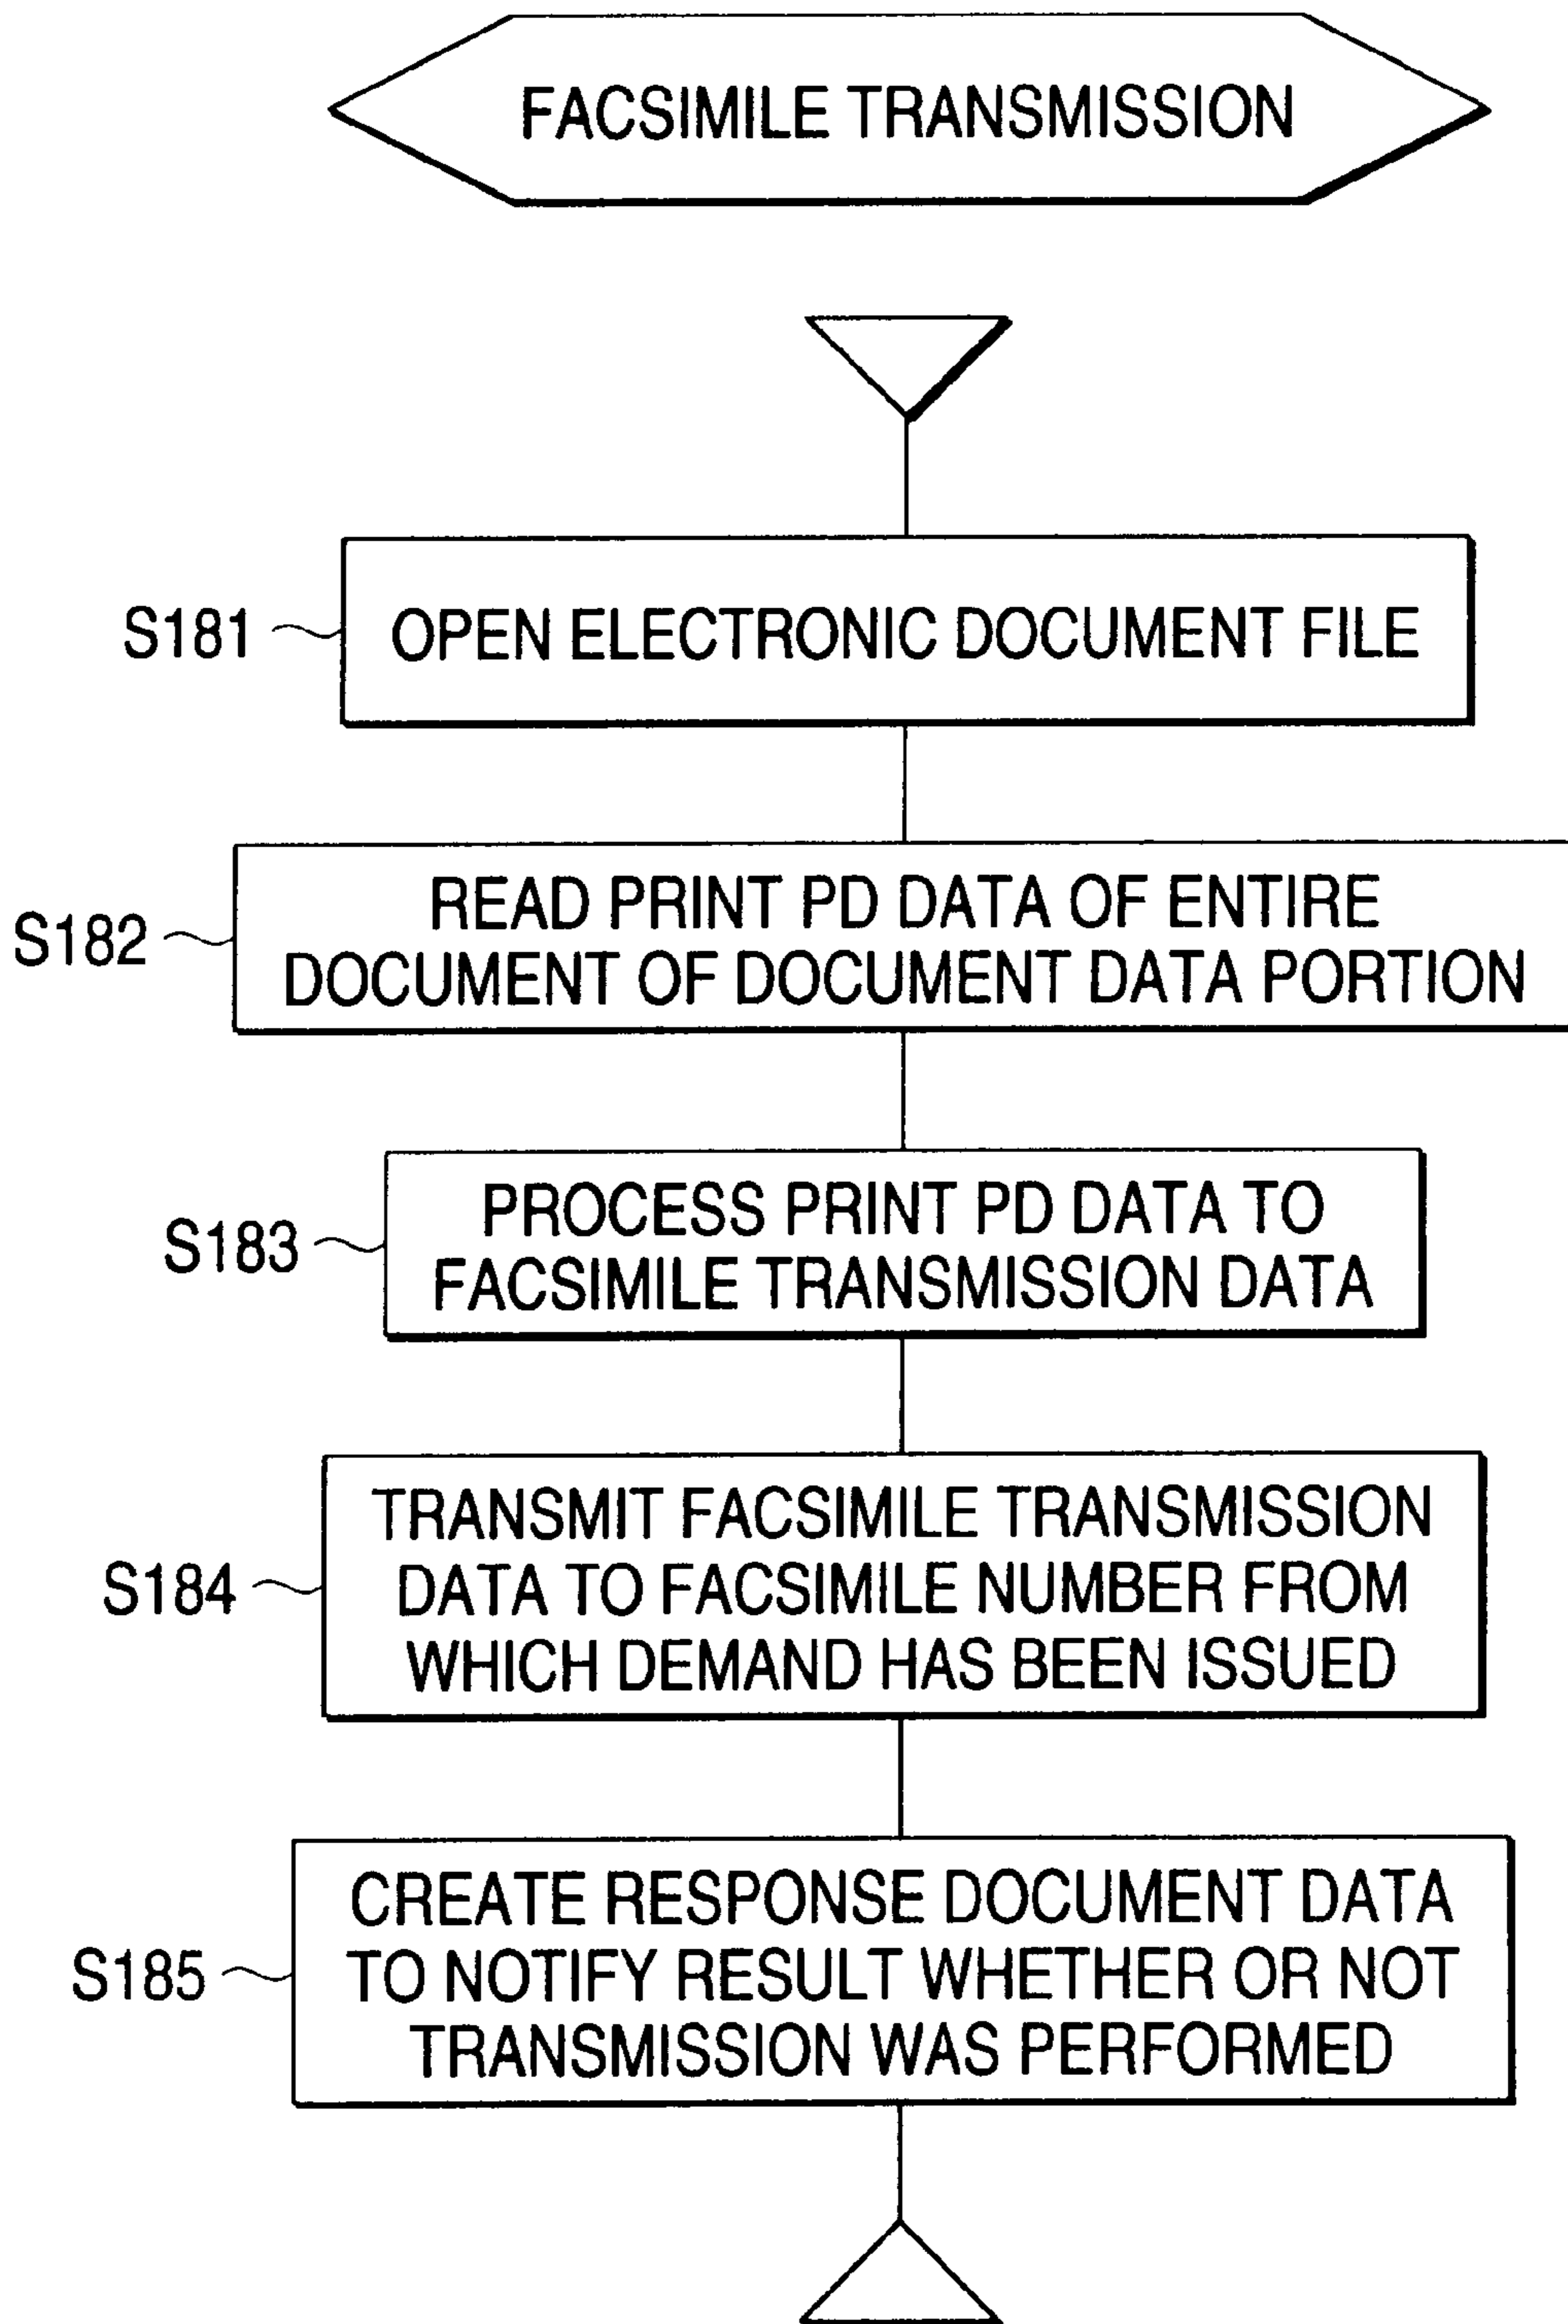 FACSIMILE TRANSMISSION
S181
OPEN ELECTRONIC DOCUMENT FILE
S182
READ PRINT PD DATA OF ENTIRE
DOCUMENT OF DOCUMENT DATA PORTION
S183
PROCESS PRINT PD DATA TO
FACSIMILE TRANSMISSION DATA
S184
TRANSMIT FACSIMILE TRANSMISSION
DATA TO FACSIMILE NUMBER FROM
WHICH DEMAND HAS BEEN ISSUED
S185
CREATE RESPONSE DOCUMENT DATA
TO NOTIFY RESULT WHETHER OR NOT
TRANSMISSION WAS PERFORMED